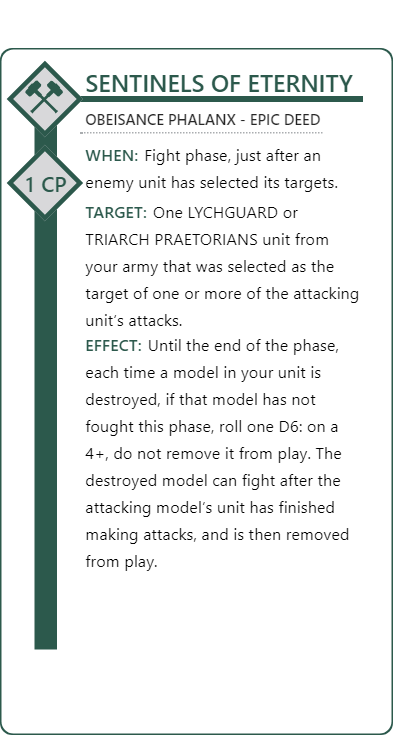 SENTINELS OF ETERNITY
OBEISANCE PHALANX - EPIC DEED
WHEN: Fight phase, just after an
1 CP
enemy unit has selected its targets.
TARGET: One LYCHGUARD or
TRIARCH PRAETORIANS unit from
your army that was selected as the
target of one or more of the attacking
unit's attacks.
EFFECT: Until the end of the phase,
each time a model in your unit is
destroyed, if that model has not
fought this phase, roll one D6: on a
4+, do not remove it from play. The
destroyed model can fight after the
attacking model's unit has finished
making attacks, and is then removed
from play.